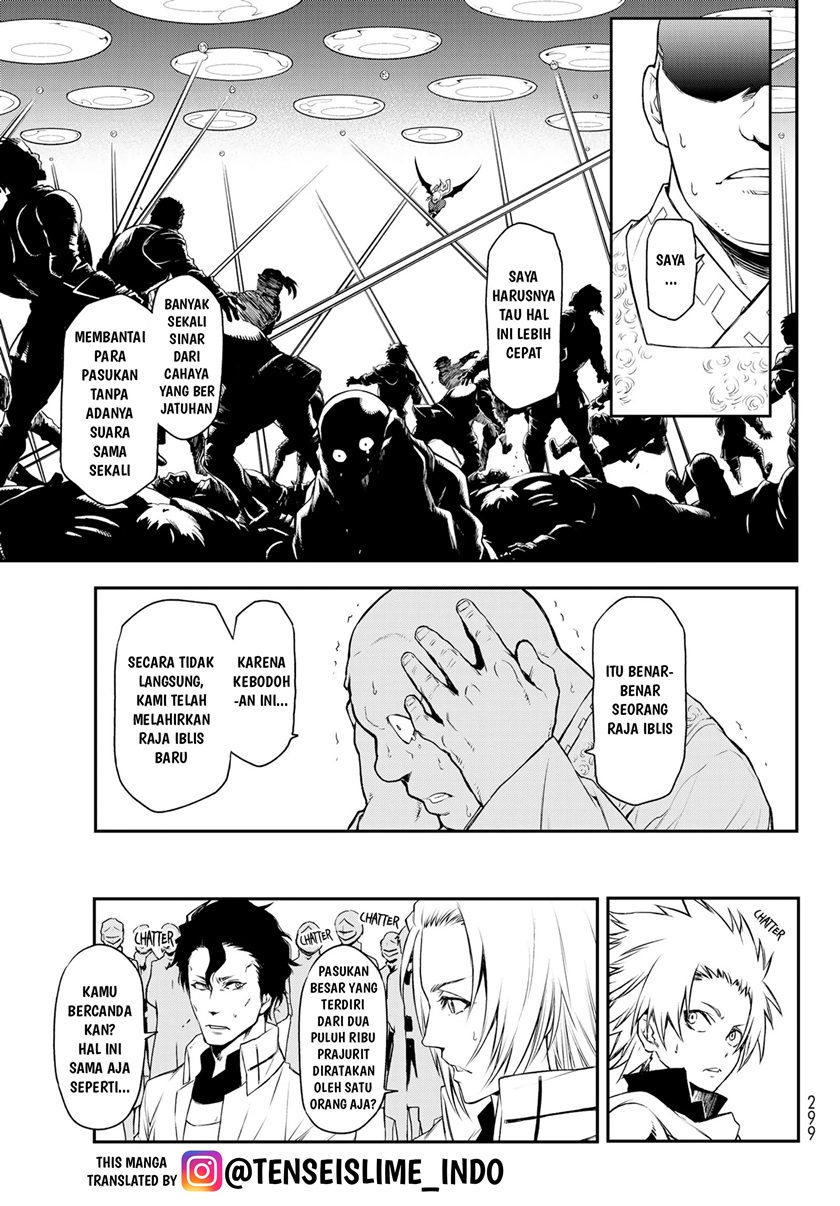 SAYA
...
SAYA
HARUSNYA
TAU HAL
INI LEBIH
CEPAT
BANYAK
SEKALI
SINAR
DARI
CAHAYA
YANG BER
JATUHAN
MEMBANTAI
PARA
PASUKAN
TANPA
ADANYA
SUARA
SAMA
SEKALI
ITU BENAR-
BENAR
SEORANG
RAJA IBLIS
KARENA
KEBODOH
-AN INI...
SECARA TIDAK
LANGSUNG,
KAMI TELAH
MELAHIRKAN
RAJA IBLIS
BARU
CHATTER
CHATTER
CHATTER
CHATTER
PASUKAN
BESAR YANG
TERDIRI
DARI DUA
PULUH RIBU
PRAJURIT
DIRATAKAN
OLEH SATU
ORANG AJA?
KAMU
BERCANDA
KAN?
HAL INI
SAMA AJA
SEPERTI...
299
THIS MANGA
TRANSLATED BY
@TENSEISLIME_INDO